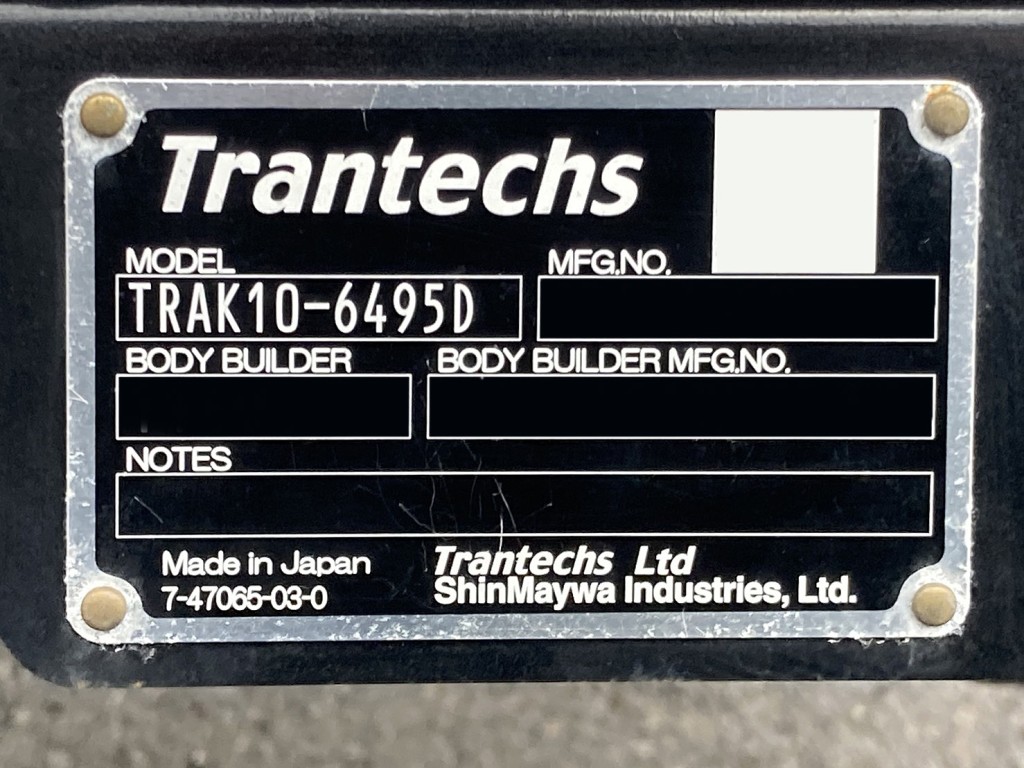 Trantechs
MODEL MFG.NO.
TRAK10-6495D
BODY BUILDER BODY BUILDER MFG.NO.
NOTES
Made in Japan Trantechs Ltd
7-47065-03-0 ShinMaywa Industries, Ltd.